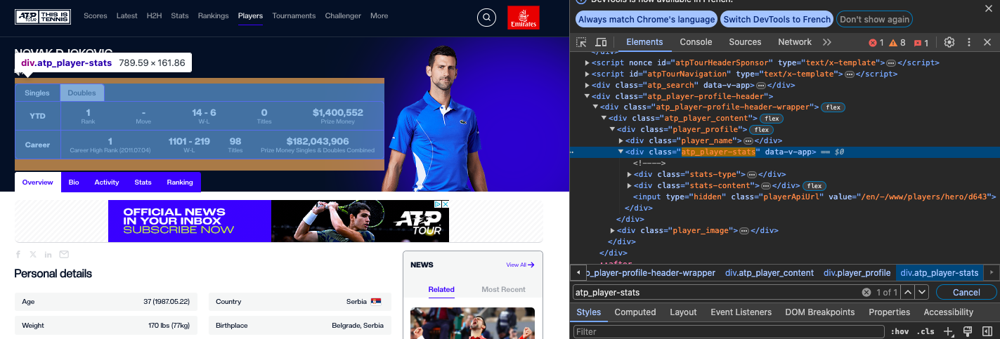 ATP TOUR THIS IS TENNIS Scores Latest H2H Stats Rankings Players Tournaments Challenger More Emirates
NOVAK DJOKOVIC
div.atp_player-stats 789.59 × 161.86
Singles Doubles
YTD 1 - 14 - 6 0 $1,400,552
Rank Move W-L Titles Prize Money
Career 1 1101 - 219 98 $182,043,906
Career High Rank (2011.07.04) W-L Titles Prize Money Singles & Doubles Combined
Overview Bio Activity Stats Ranking
OFFICIAL NEWS
IN YOUR INBOX
SUBSCRIBE NOW
ATP
TOUR
Personal details
Age 37 (1987.05.22) Country Serbia
Weight 170 lbs (77kg) Birthplace Belgrade, Serbia
NEWS View All
Related Most Recent
DevTools is now available in French.
Always match Chrome's language Switch DevTools to French Don't show again
Elements Console Sources Network 1 8 1
</div>
<script nonce id="atpTourHeaderSponsor" type="text/x-template"> </script>
<script id="atpTourNavigation" type="text/x-template"> </script>
<div class="atp_search" data-v-app> </div>
<div class="atp_player-profile-header">
<div class="atp_player-profile-header-wrapper"> flex
<div class="atp_player_content"> flex
<div class="player_profile"> flex
<div class="player_name"> </div>
<div class="atp_player-stats" data-v-app> == $0
<!---->
<div class="stats-type"> </div>
<div class="stats-content"> </div> flex
<input type="hidden" class="playerApiUrl" value="/en/-/www/players/hero/d643">
</div>
</div>
<div class="player_image"> </div>
</div>
</div>
::after
p_player-profile-header-wrapper div.atp_player_content div.player_profile div.atp_player-stats
atp_player-stats 1 of 1 Cancel
Styles Computed Layout Event Listeners DOM Breakpoints Properties Accessibility
Filter :hov .cls